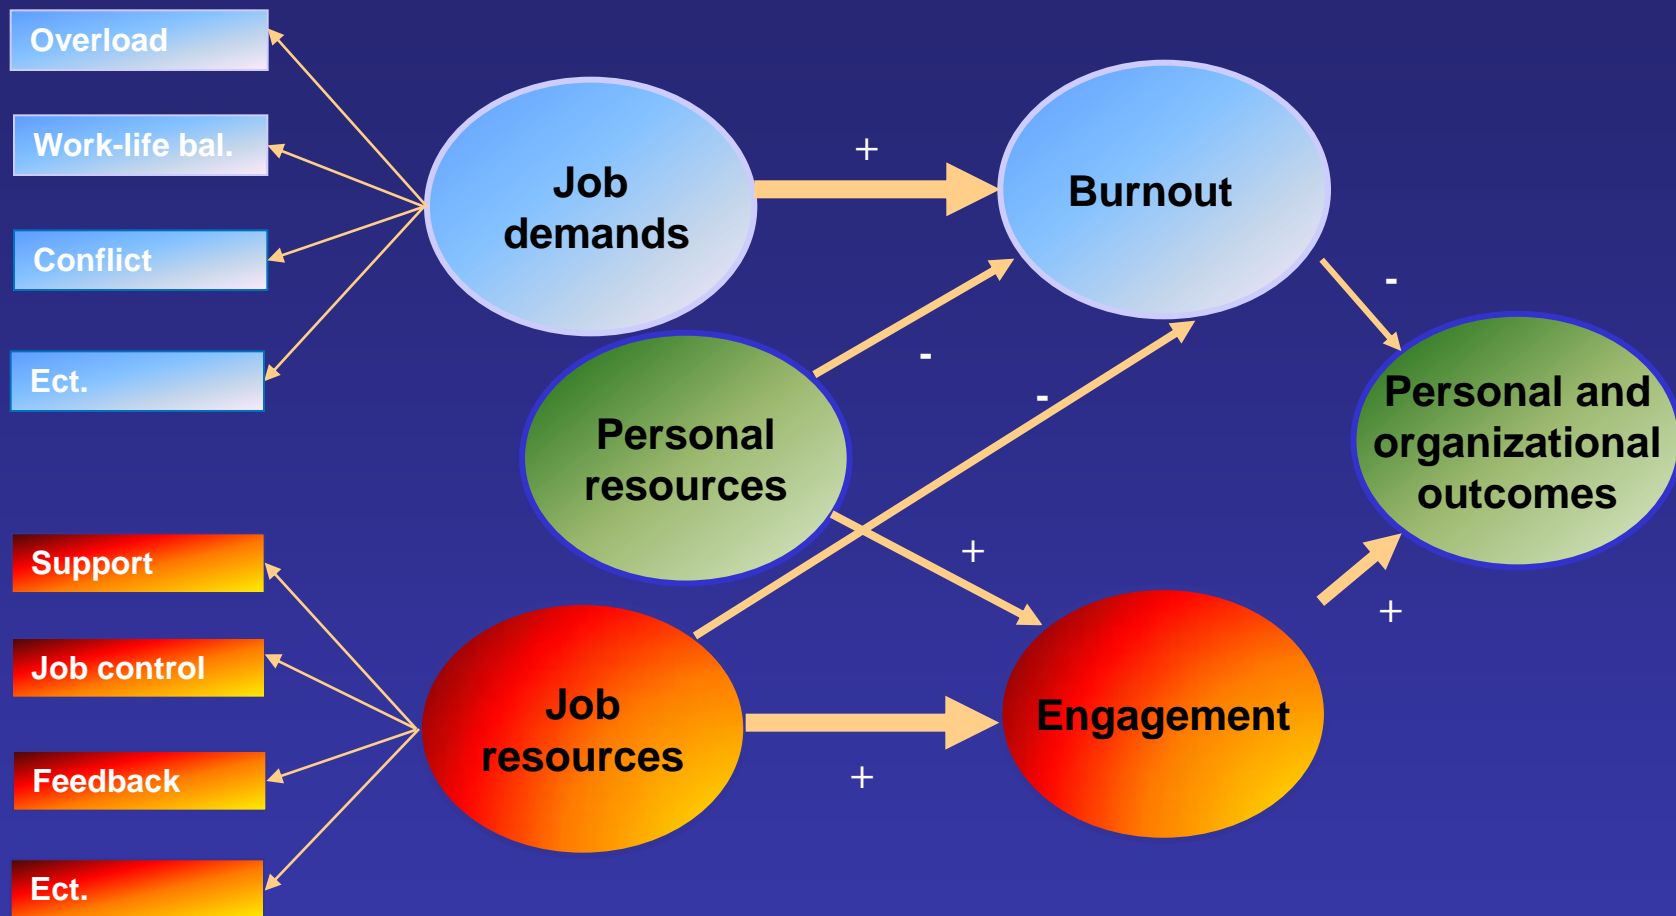 Overload
Work-life bal.
Conflict
Ect.
Job
demands
+
Burnout
-
Personal
resources
-
-
+
Personal and
organizational
outcomes
Support
Job control
Feedback
Ect.
Job
resources
+
Engagement
+